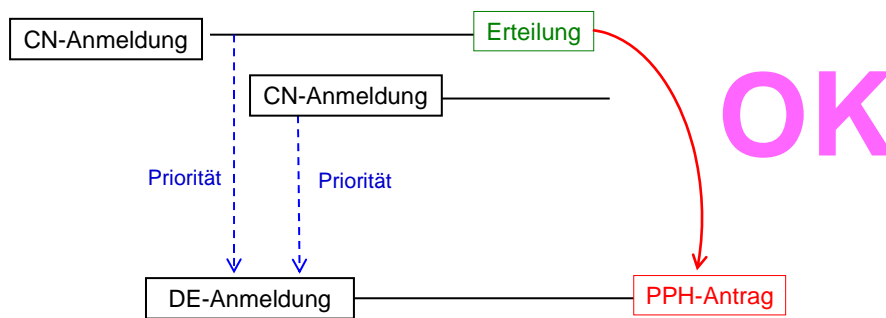 CN-Anmeldung
Erteilung
CN-Anmeldung
OK
Priorität
Priorität
DE-Anmeldung
PPH-Antrag